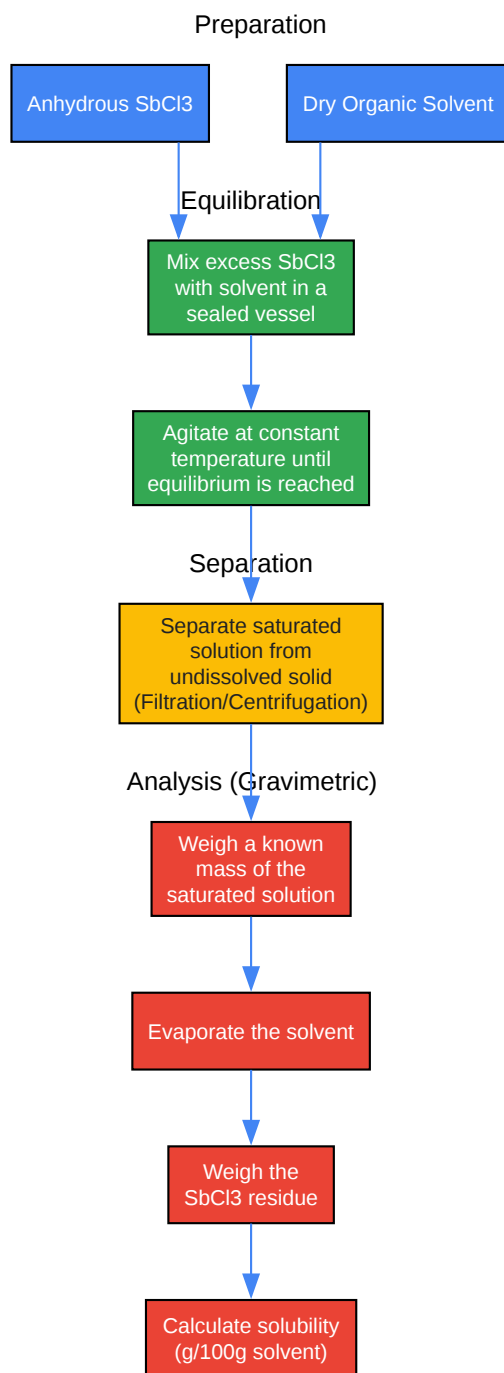 Preparation
Anhydrous SbCl3
Dry Organic Solvent
Equilibration
Mix excess SbCl3
with solvent in a
sealed vessel
Agitate at constant
temperature until
equilibrium is reached
Separation
Separate saturated
solution from
undissolved solid
(Filtration/Centrifugation)
Analysis (Gravimetric)
Weigh a known
mass of the
saturated solution
Evaporate the solvent
Weigh the
SbCl3 residue
Calculate solubility
(g/100g solvent)